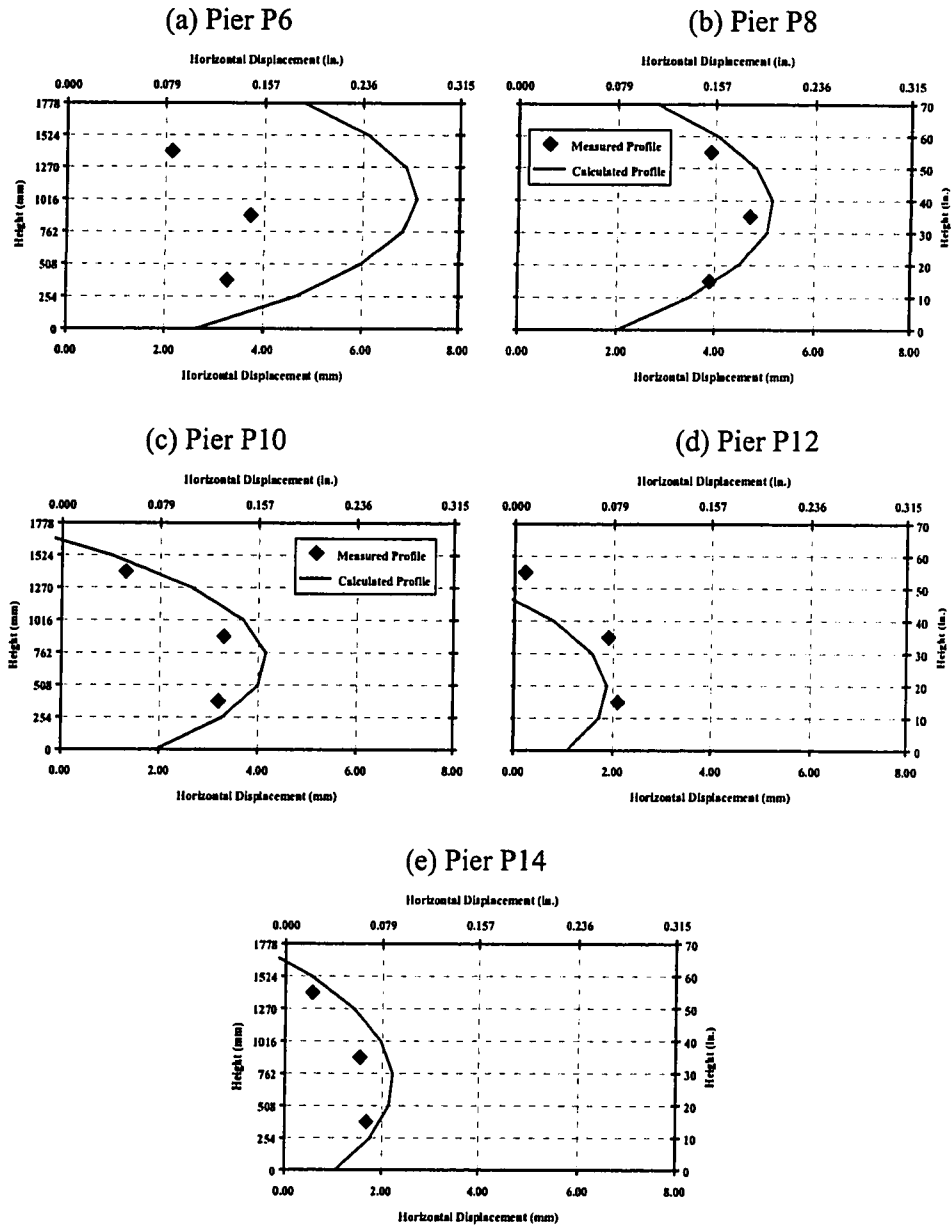 (a) Pier P6
Horizontal Displacement (in.)
0.000 0.079 0.157 0.236 0.315
1778
1524
1270
1016
762
508
254
0
Height (mm)
0.00 2.00 4.00 6.00 8.00
Horizontal Displacement (mm)
(b) Pier P8
Horizontal Displacement (in.)
0.000 0.079 0.157 0.236 0.315
Measured Profile
Calculated Profile
70
60
50
40
30
20
10
0
Height (in.)
0.00 2.00 4.00 6.00 8.00
Horizontal Displacement (mm)
(c) Pier P10
Horizontal Displacement (in.)
0.000 0.079 0.157 0.236 0.315
Measured Profile
Calculated Profile
1778
1524
1270
1016
762
508
254
0
Height (mm)
0.00 2.00 4.00 6.00 8.00
Horizontal Displacement (mm)
(d) Pier P12
Horizontal Displacement (in.)
0.000 0.079 0.157 0.236 0.315
70
60
50
40
30
20
10
0
Height (in.)
0.00 2.00 4.00 6.00 8.00
Horizontal Displacement (mm)
(e) Pier P14
Horizontal Displacement (in.)
0.000 0.079 0.157 0.236 0.315
1778
1524
1270
1016
762
508
254
0
Height (mm)
70
60
50
40
30
20
10
0
Height (in.)
0.00 2.00 4.00 6.00 8.00
Horizontal Displacement (mm)